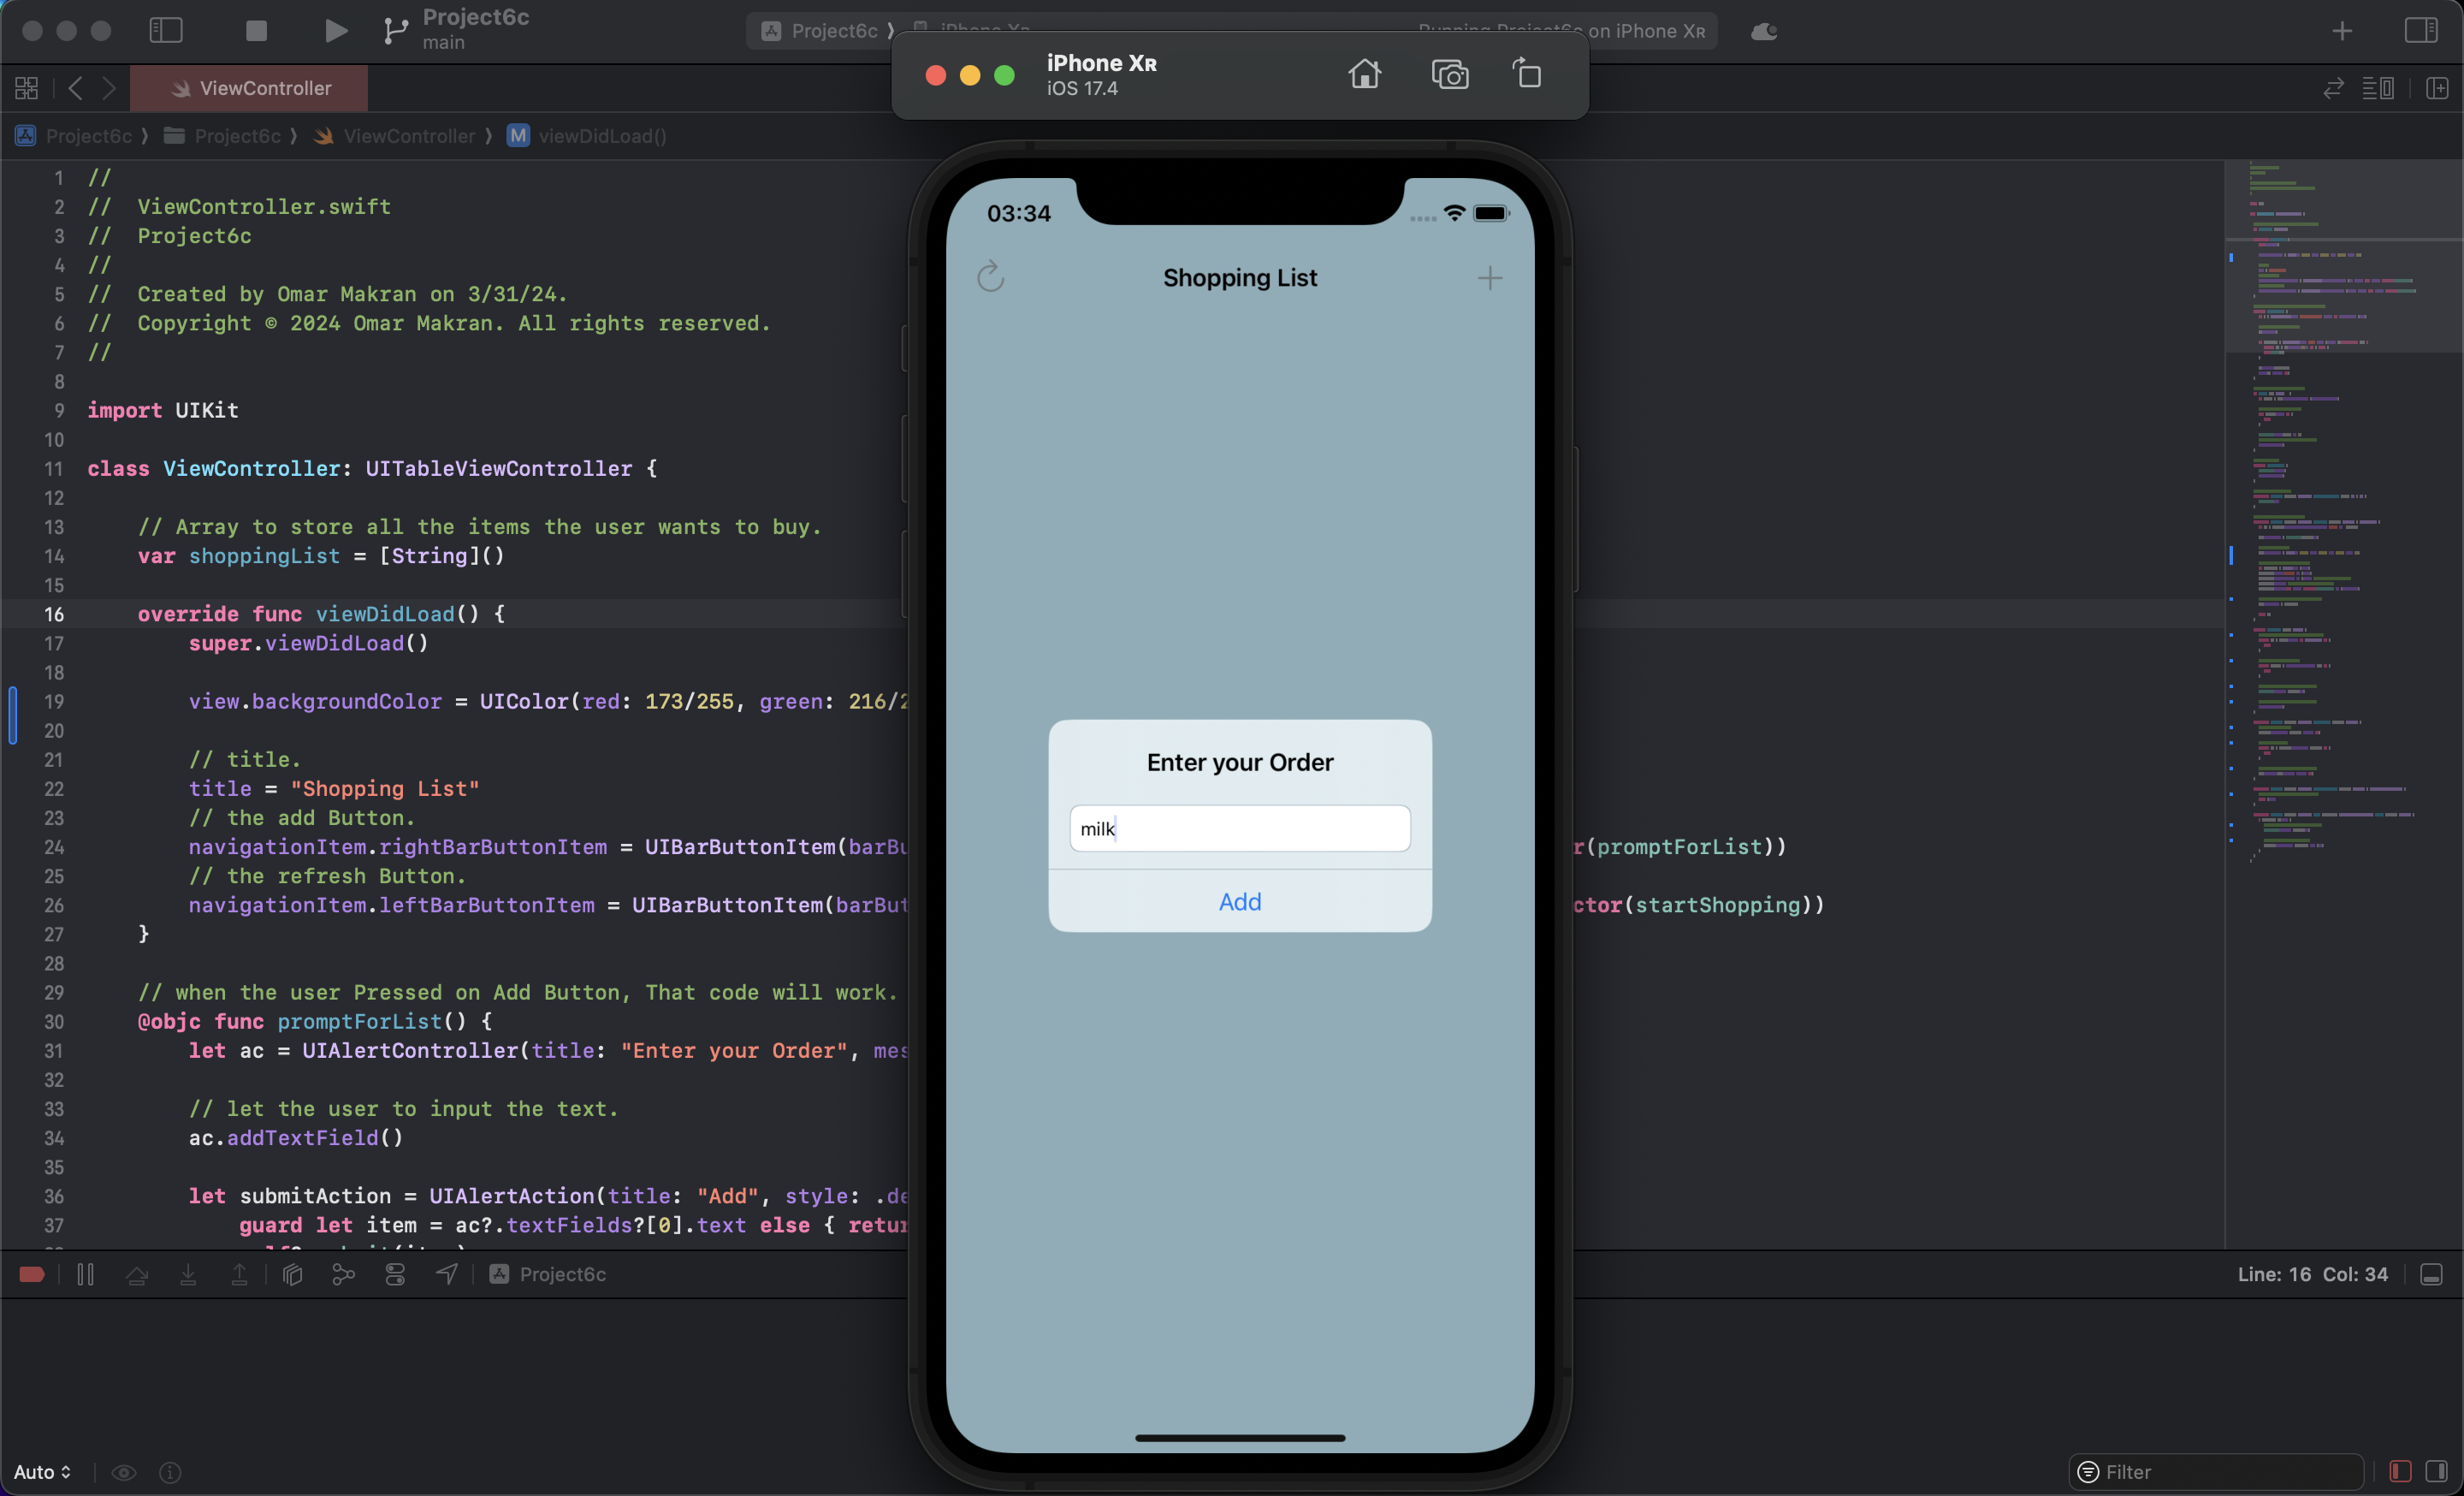 Project6c
main
Project6c
on iPhone XR
iPhone XR
iOS 17.4
ViewController
Project6c ⟩ Project6c ⟩ ViewController ⟩ M viewDidLoad()
1 //
2 //  ViewController.swift
3 //  Project6c
4 //
5 //  Created by Omar Makran on 3/31/24.
6 //  Copyright © 2024 Omar Makran. All rights reserved.
7 //
8
9 import UIKit
10
11 class ViewController: UITableViewController {
12
13     // Array to store all the items the user wants to buy.
14     var shoppingList = [String]()
15
16     override func viewDidLoad() {
17         super.viewDidLoad()
18
19         view.backgroundColor = UIColor(red: 173/255, green: 216/2
20
21         // title.
22         title = "Shopping List"
23         // the add Button.
24         navigationItem.rightBarButtonItem = UIBarButtonItem(barBu r(promptForList))
25         // the refresh Button.
26         navigationItem.leftBarButtonItem = UIBarButtonItem(barBut ctor(startShopping))
27     }
28
29     // when the user Pressed on Add Button, That code will work.
30     @objc func promptForList() {
31         let ac = UIAlertController(title: "Enter your Order", mes
32
33         // let the user to input the text.
34         ac.addTextField()
35
36         let submitAction = UIAlertAction(title: "Add", style: .de
37             guard let item = ac?.textFields?[0].text else { retur
03:34
Shopping List
Enter your Order
milk
Add
Project6c
Line: 16 Col: 34
Auto
Filter